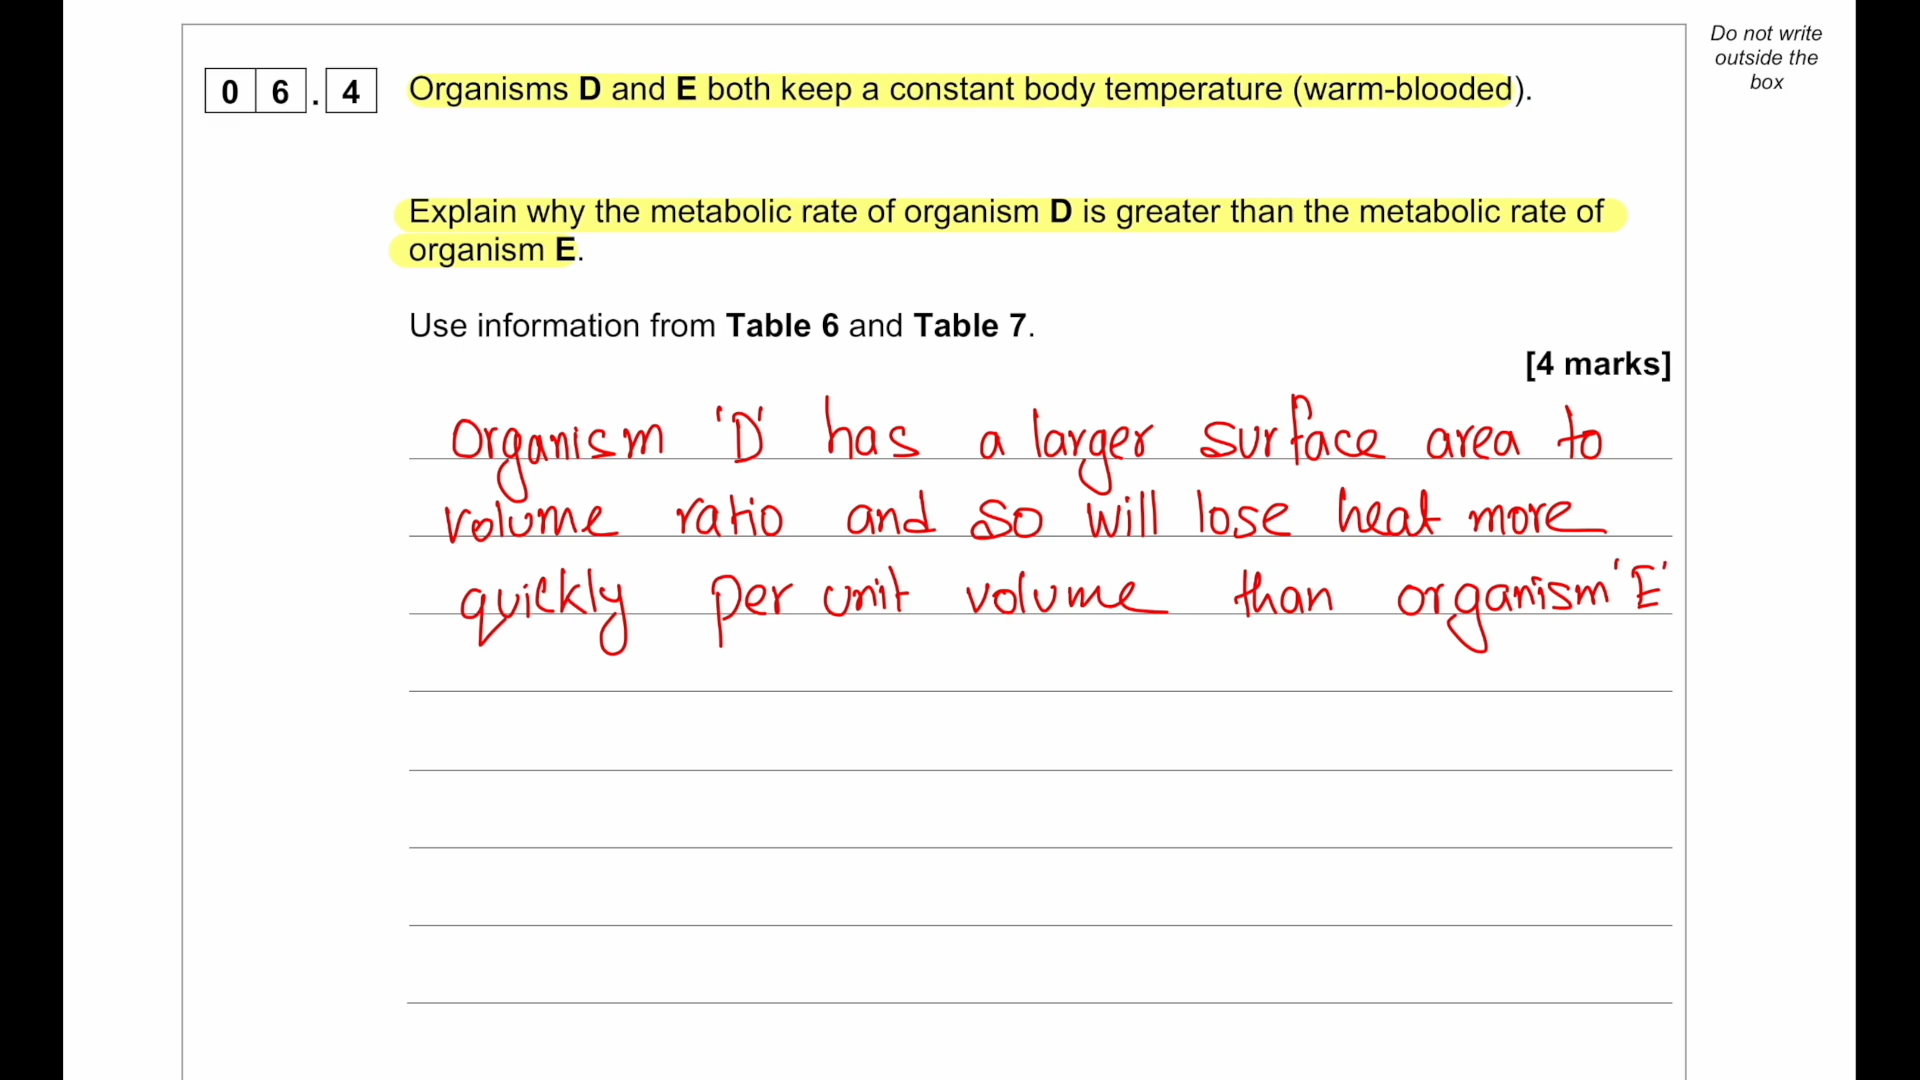 Do not write
outside the
box
0 6 . 4 Organisms D and E both keep a constant body temperature (warm-blooded).
Explain why the metabolic rate of organism D is greater than the metabolic rate of
organism E.
Use information from Table 6 and Table 7.
[4 marks]
Organism 'D' has a larger surface area to
volume ratio and so will lose heat more
quickly per unit volume than organism 'E'